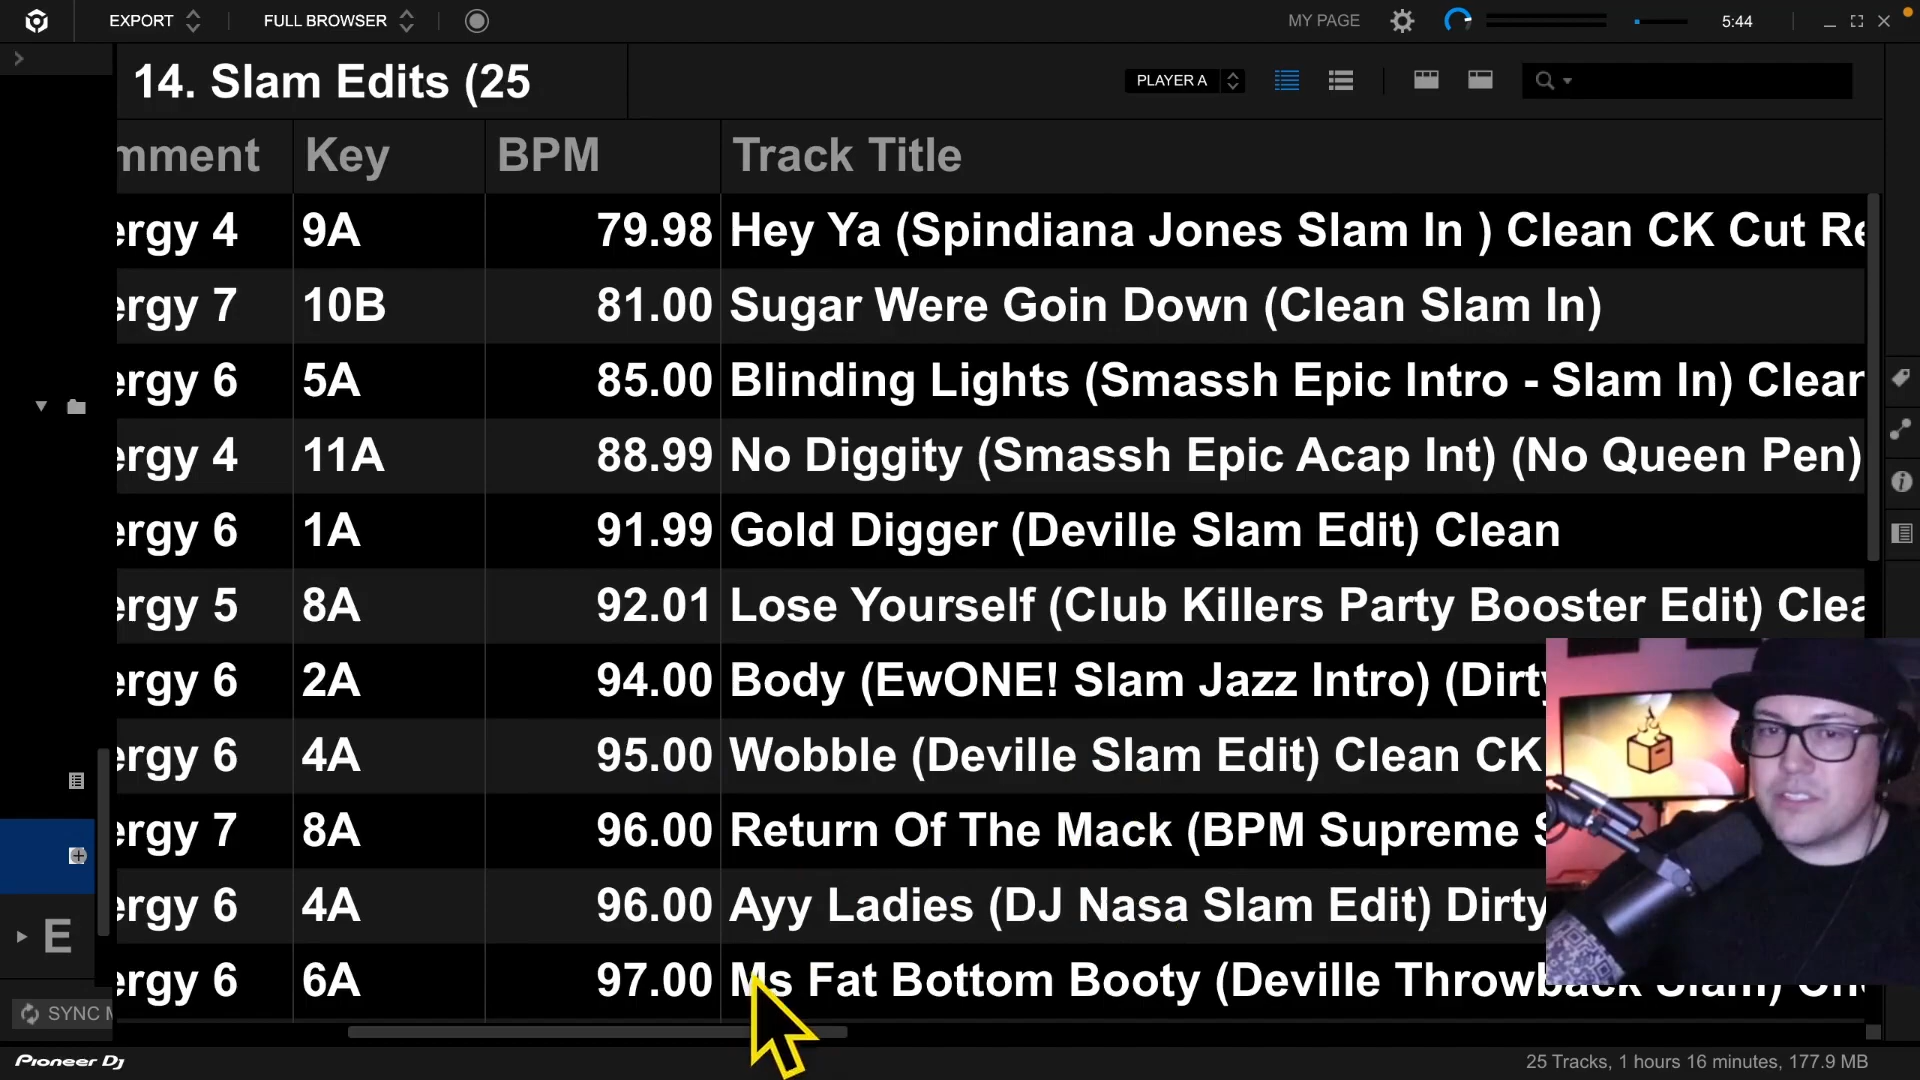 EXPORT FULL BROWSER MY PAGE 5:44
14. Slam Edits (25 PLAYER A
mment Key BPM Track Title
ergy 4 9A 79.98 Hey Ya (Spindiana Jones Slam In ) Clean CK Cut Re
ergy 7 10B 81.00 Sugar Were Goin Down (Clean Slam In)
ergy 6 5A 85.00 Blinding Lights (Smassh Epic Intro - Slam In) Clear
ergy 4 11A 88.99 No Diggity (Smassh Epic Acap Int) (No Queen Pen)
ergy 6 1A 91.99 Gold Digger (Deville Slam Edit) Clean
ergy 5 8A 92.01 Lose Yourself (Club Killers Party Booster Edit) Clea
ergy 6 2A 94.00 Body (EwONE! Slam Jazz Intro) (Dirty
ergy 6 4A 95.00 Wobble (Deville Slam Edit) Clean CK
ergy 7 8A 96.00 Return Of The Mack (BPM Supreme S
ergy 6 4A 96.00 Ayy Ladies (DJ Nasa Slam Edit) Dirty
E
ergy 6 6A 97.00 Ms Fat Bottom Booty (Deville Throwback Slam)
SYNC M
Pioneer Dj 25 Tracks, 1 hours 16 minutes, 177.9 MB